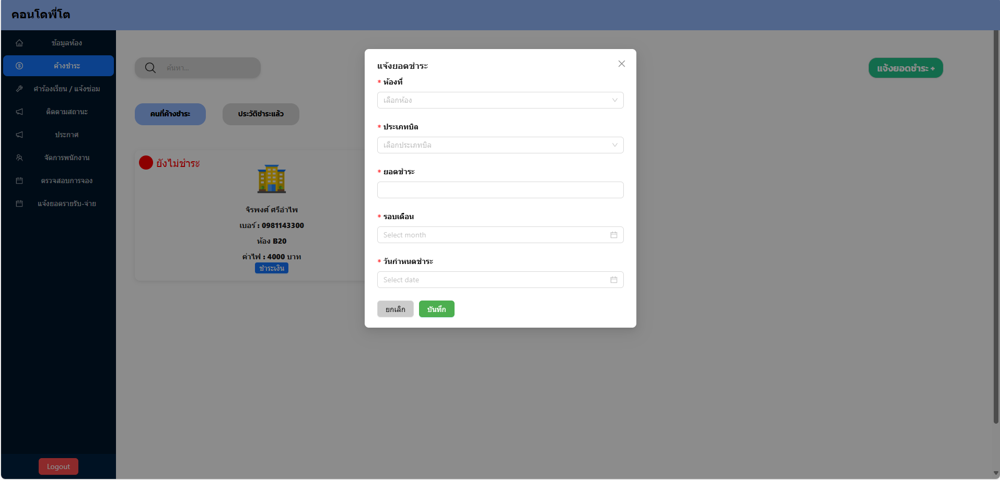 คอนโดพี่โต
ข้อมูลห้อง
ค้างชำระ
คำร้องเรียน / แจ้งซ่อม
ติดตามสถานะ
ประกาศ
จัดการพนักงาน
ตรวจสอบการจอง
แจ้งยอดรายรับ-จ่าย
Logout
ค้นหา...
แจ้งยอดชำระ +
คนที่ค้างชำระ
ประวัติชำระแล้ว
ยังไม่ชำระ
จิรพงศ์ ศรีอำไพ
เบอร์ : 0981143300
ห้อง B20
ค่าไฟ : 4000 บาท
ชำระเงิน
แจ้งยอดชำระ
* ห้องที่
เลือกห้อง
* ประเภทบิล
เลือกประเภทบิล
* ยอดชำระ
* รอบเดือน
Select month
* วันกำหนดชำระ
Select date
ยกเลิก
บันทึก